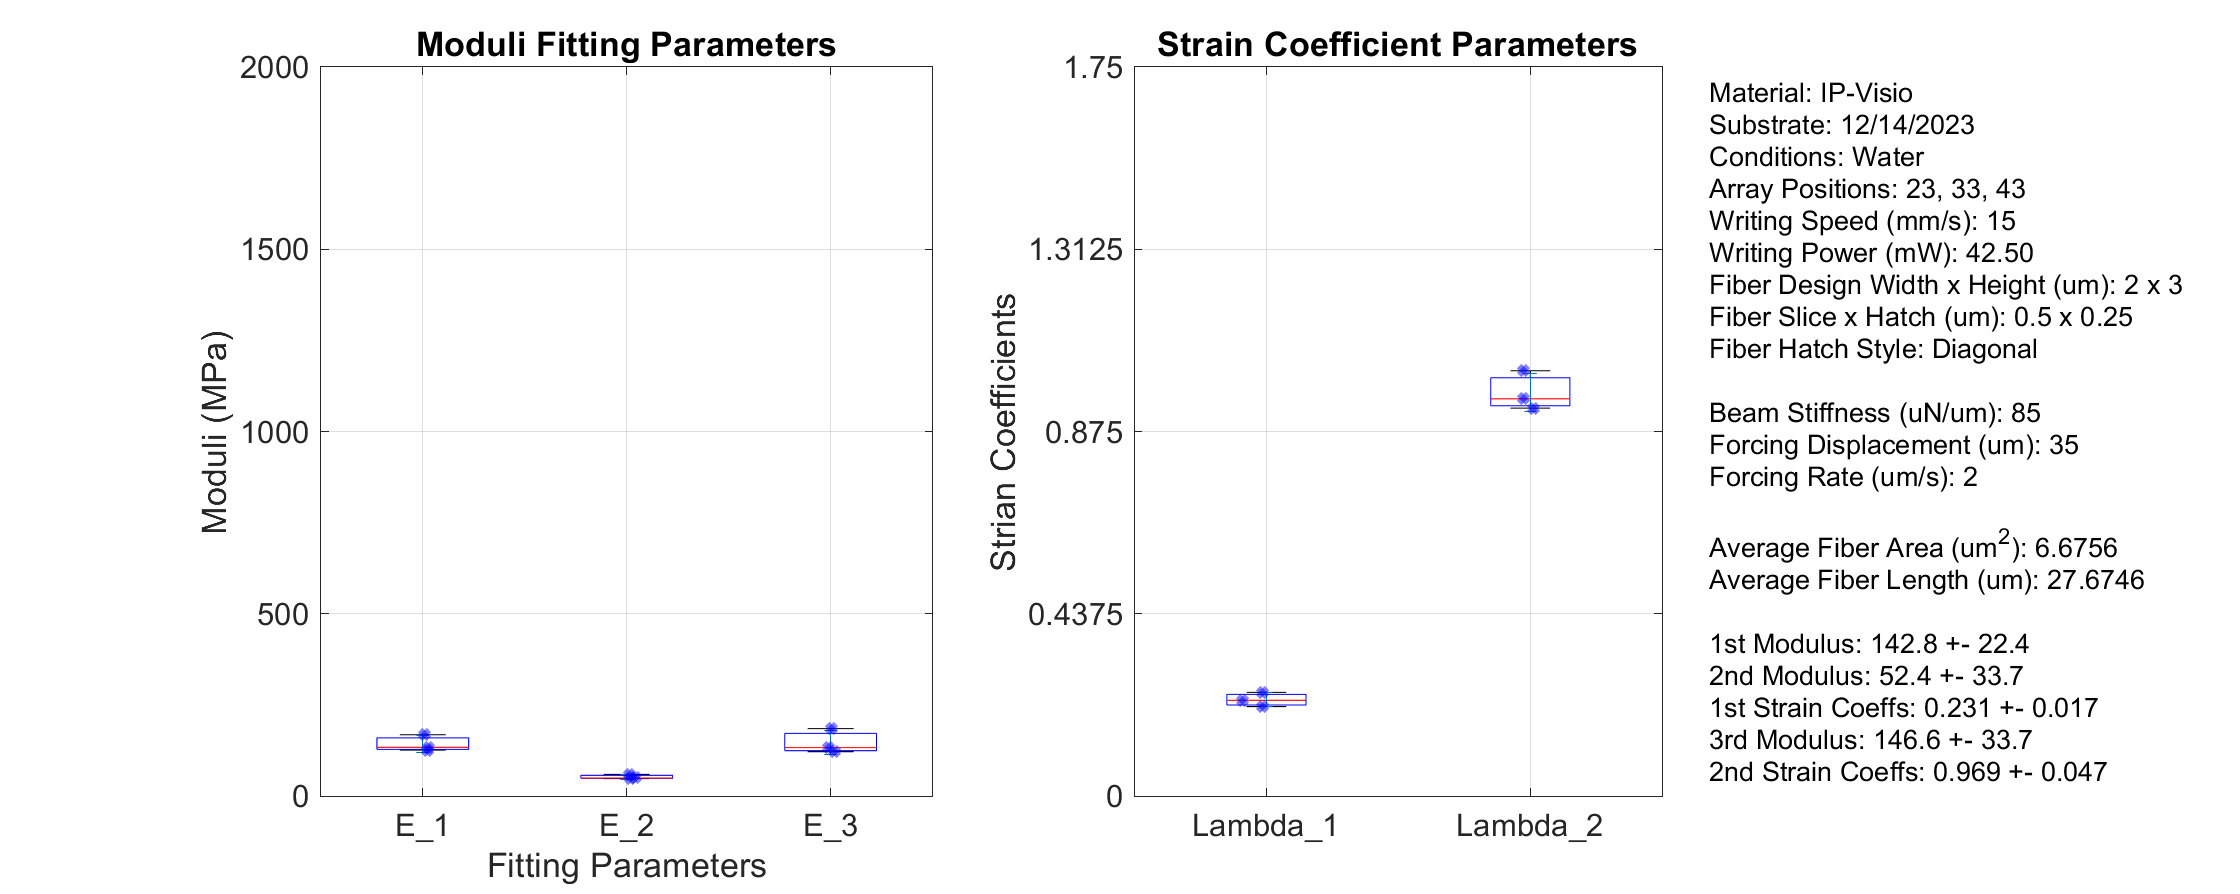 Moduli Fitting Parameters
2000
1500
1000
500
0
Moduli (MPa)
E_1
E_2
E_3
Fitting Parameters
Strain Coefficient Parameters
1.75
1.3125
0.875
0.4375
0
Strian Coefficients
Lambda_1
Lambda_2
Material: IP-Visio
Substrate: 12/14/2023
Conditions: Water
Array Positions: 23, 33, 43
Writing Speed (mm/s): 15
Writing Power (mW): 42.50
Fiber Design Width x Height (um): 2 x 3
Fiber Slice x Hatch (um): 0.5 x 0.25
Fiber Hatch Style: Diagonal
Beam Stiffness (uN/um): 85
Forcing Displacement (um): 35
Forcing Rate (um/s): 2
Average Fiber Area (um²): 6.6756
Average Fiber Length (um): 27.6746
1st Modulus: 142.8 +- 22.4
2nd Modulus: 52.4 +- 33.7
1st Strain Coeffs: 0.231 +- 0.017
3rd Modulus: 146.6 +- 33.7
2nd Strain Coeffs: 0.969 +- 0.047